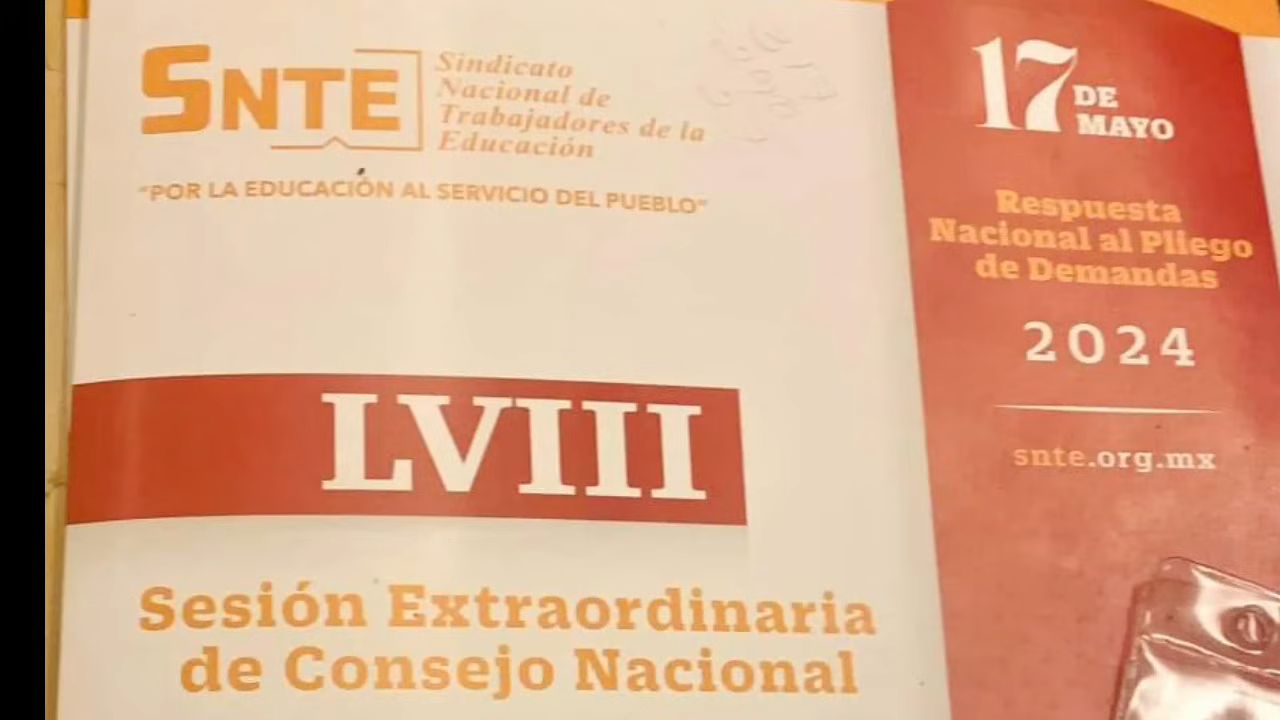 SNTE
Sindicato
Nacional de
Trabajadores de la
Educación
"POR LA EDUCACIÓN AL SERVICIO DEL PUEBLO"
LVIII
Sesión Extraordinaria
de Consejo Nacional
17 DE
MAYO
Respuesta
Nacional al Pliego
de Demandas
2024
snte.org.mx